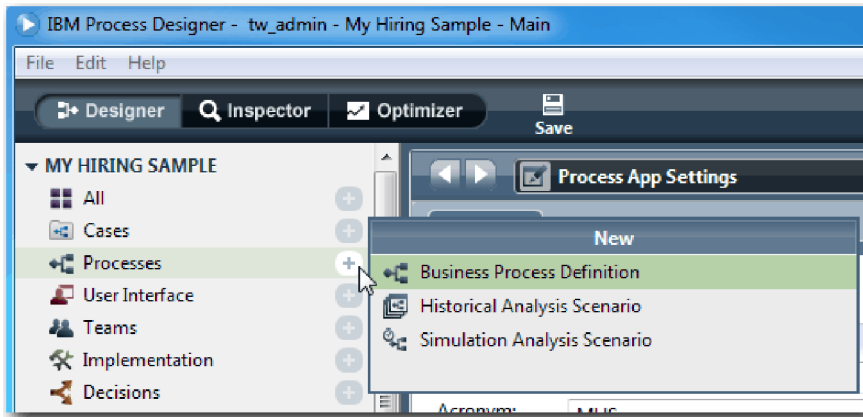 IBM Process Designer - tw_admin - My Hiring Sample - Main
File Edit Help
Designer Inspector Optimizer Save
MY HIRING SAMPLE
Process App Settings
All
Cases
New
Processes
Business Process Definition
User Interface
Historical Analysis Scenario
Teams
Simulation Analysis Scenario
Implementation
Decisions
Acronym: MHS